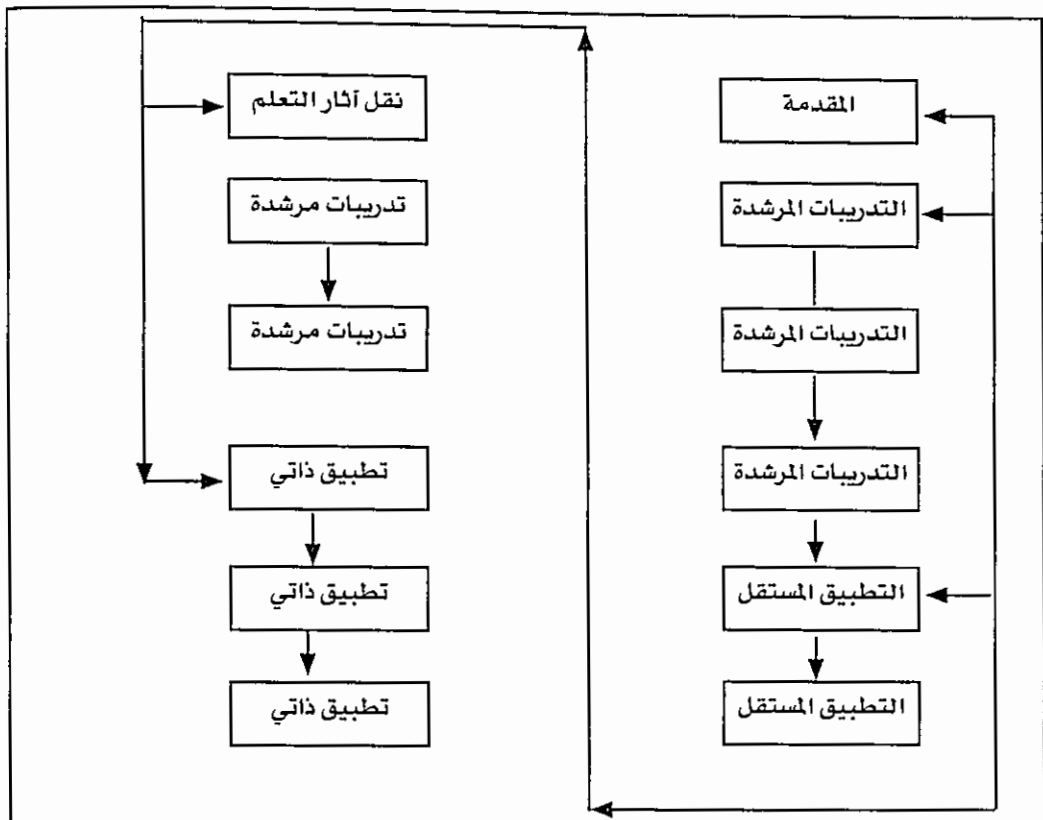 المقدمة
التدريبات المرشدة
التدريبات المرشدة
التدريبات المرشدة
التطبيق المستقل
التطبيق المستقل
نقل آثار التعلم
تدريبات مرشدة
تدريبات مرشدة
تطبيق ذاتي
تطبيق ذاتي
تطبيق ذاتي